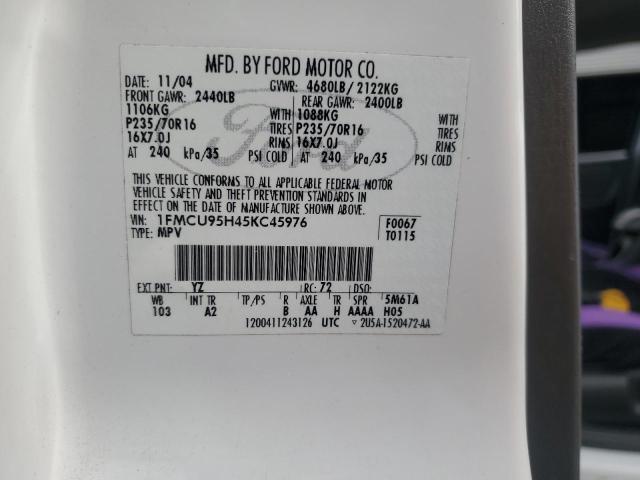 MFD. BY FORD MOTOR CO.
DATE: 11/04 GVWR: 4680LB/ 2122KG
FRONT GAWR: 2440LB REAR GAWR: 2400LB
1106KG WITH 1088KG WITH
P235/70R16 TIRES P235/70R16 TIRES
16X7.0J RIMS 16X7.0J RIMS
AT 240 kPa/35 PSI COLD AT 240 kPa/35 PSI COLD
Ford
THIS VEHICLE CONFORMS TO ALL APPLICABLE FEDERAL MOTOR
VEHICLE SAFETY AND THEFT PREVENTION STANDARDS IN
EFFECT ON THE DATE OF MANUFACTURE SHOWN ABOVE.
VIN: 1FMCU95H45KC45976 F0067
TYPE: MPV T0115
EXT PNT: YZ RC: 72 DSO:
WB INT TR TP/PS R AXLE TR SPR 5M61A
103 A2 B AA H AAAA H05
1200411243126 UTC ▽ 2U5A-1520472-AA